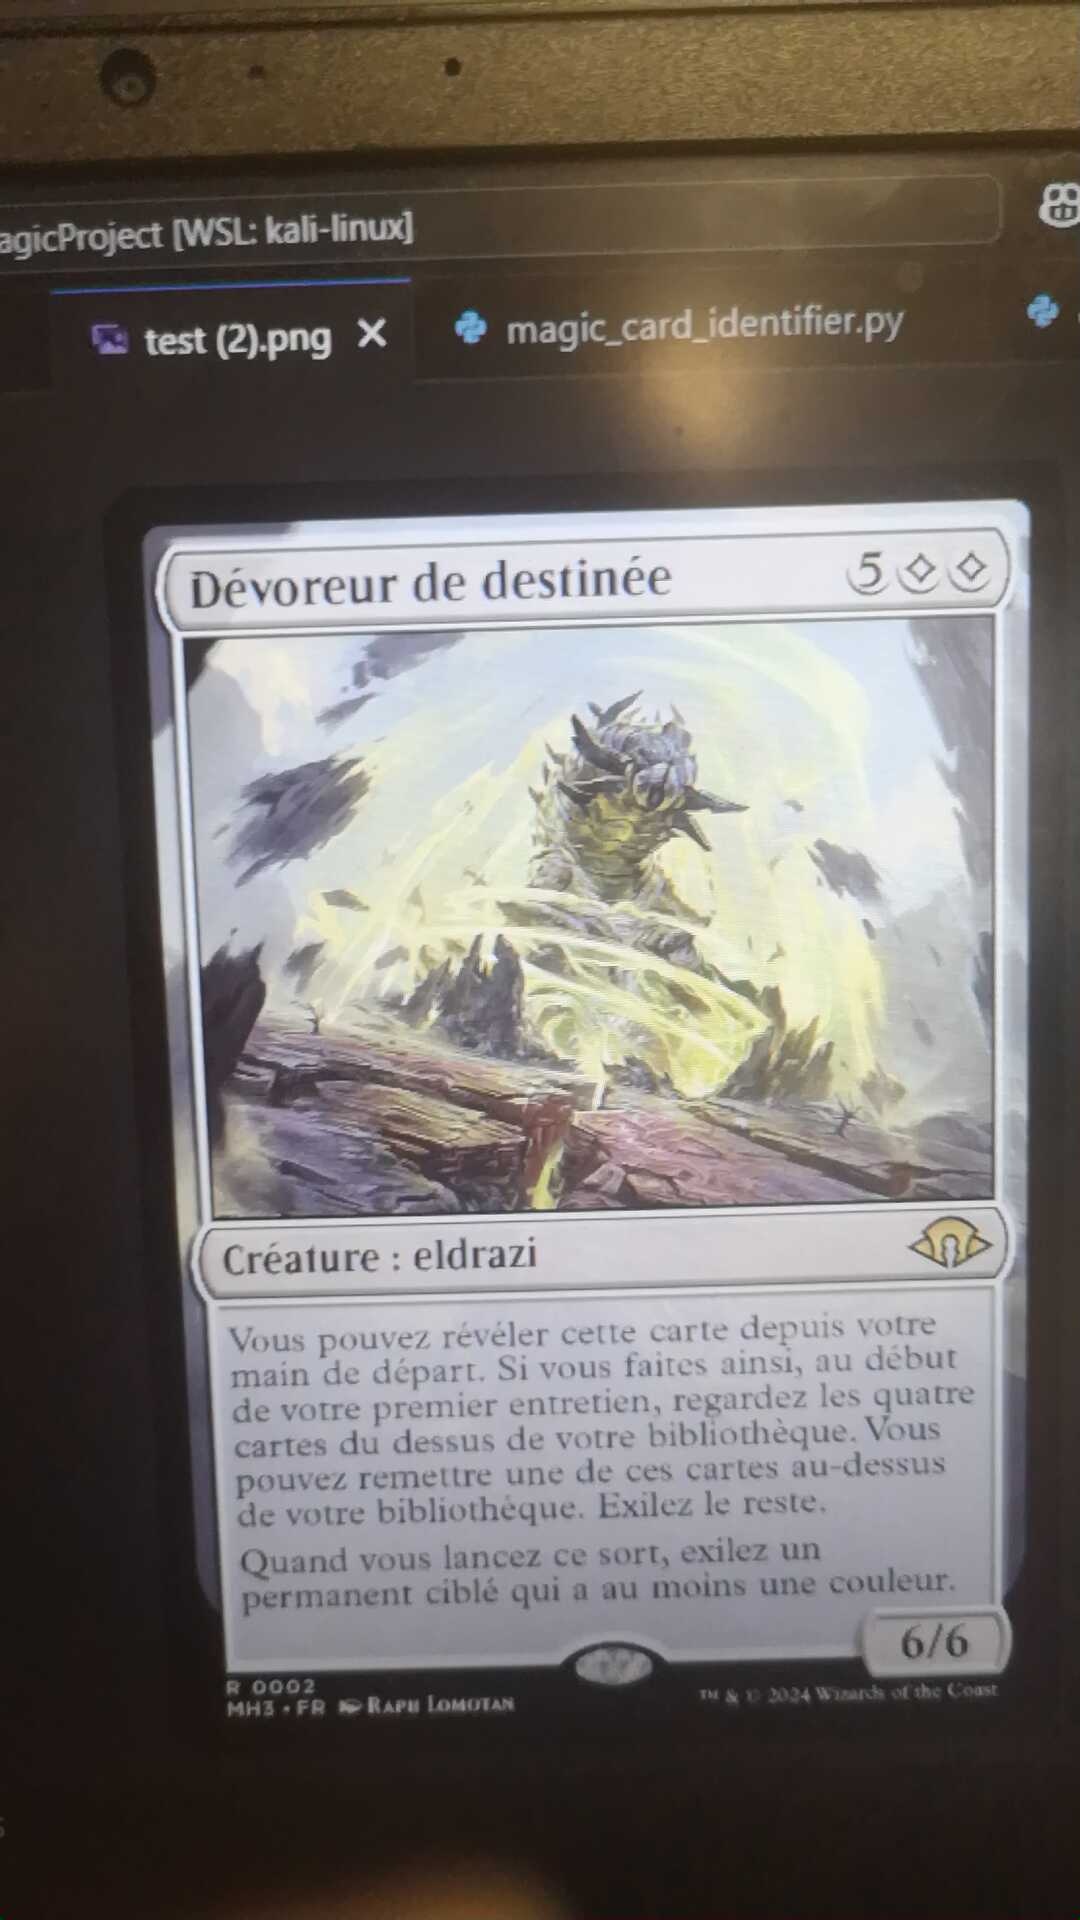 agicProject [WSL: kali-linux]
test (2).png
magic_card_identifier.py
Dévoreur de destinée
5
Créature : eldrazi
Vous pouvez révéler cette carte depuis votre
main de départ. Si vous faites ainsi, au début
de votre premier entretien, regardez les quatre
cartes du dessus de votre bibliothèque. Vous
pouvez remettre une de ces cartes au-dessus
de votre bibliothèque. Exilez le reste.
Quand vous lancez ce sort, exilez un
permanent ciblé qui a au moins une couleur.
6/6
R 0002
MH3 • FR RAPH LOMOTAN
™ & © 2024 Wizards of the Coast